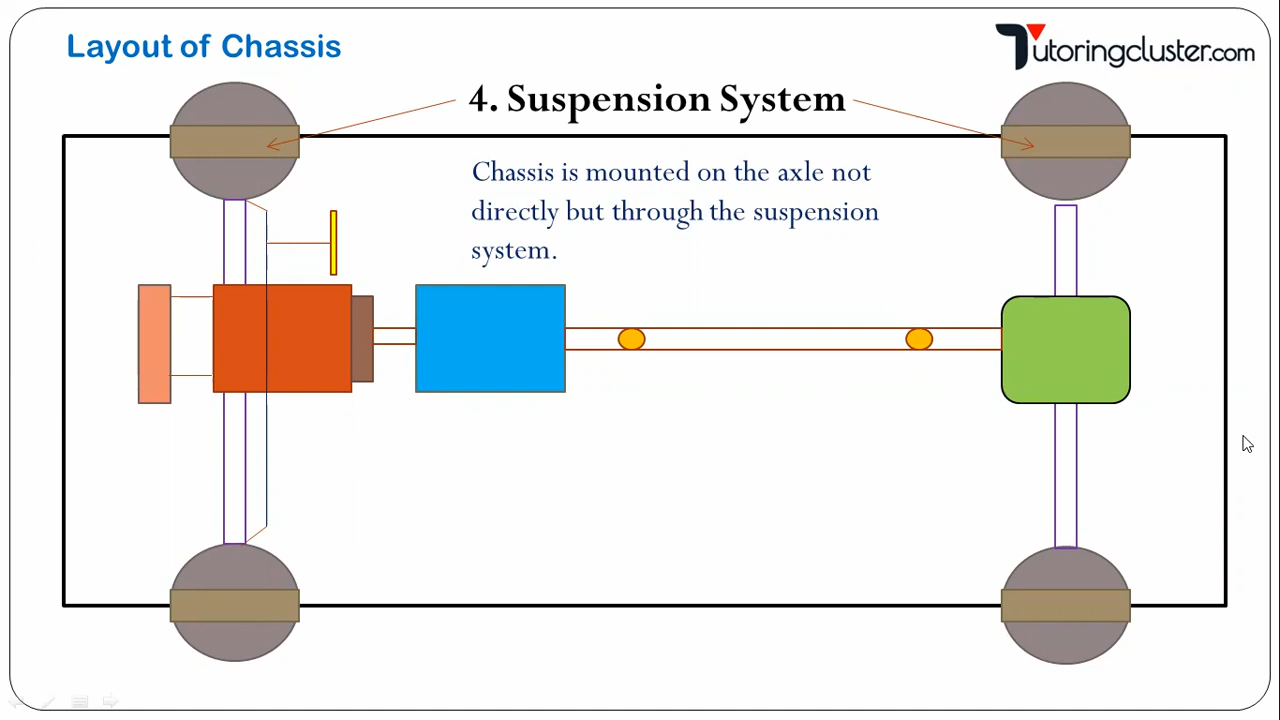 Layout of Chassis
Tutoringcluster.com
4. Suspension System
Chassis is mounted on the axle not
directly but through the suspension
system.